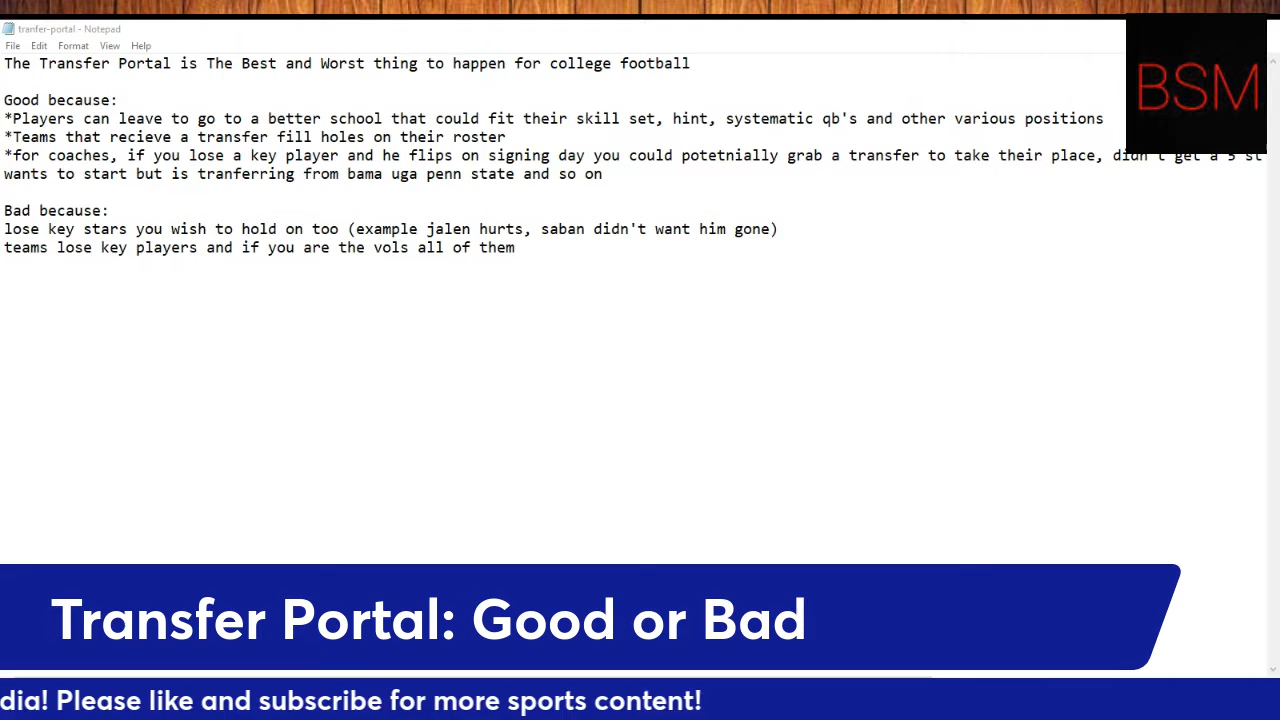 tranfer-portal - Notepad
File Edit Format View Help
The Transfer Portal is The Best and Worst thing to happen for college football
BSM
Good because:
*Players can leave to go to a better school that could fit their skill set, hint, systematic qb's and other various positions
*Teams that recieve a transfer fill holes on their roster
*for coaches, if you lose a key player and he flips on signing day you could potetnially grab a transfer to take their place, didn't get a 5 st
wants to start but is tranferring from bama uga penn state and so on
Bad because:
lose key stars you wish to hold on too (example jalen hurts, saban didn't want him gone)
teams lose key players and if you are the vols all of them
Transfer Portal: Good or Bad
dia! Please like and subscribe for more sports content!